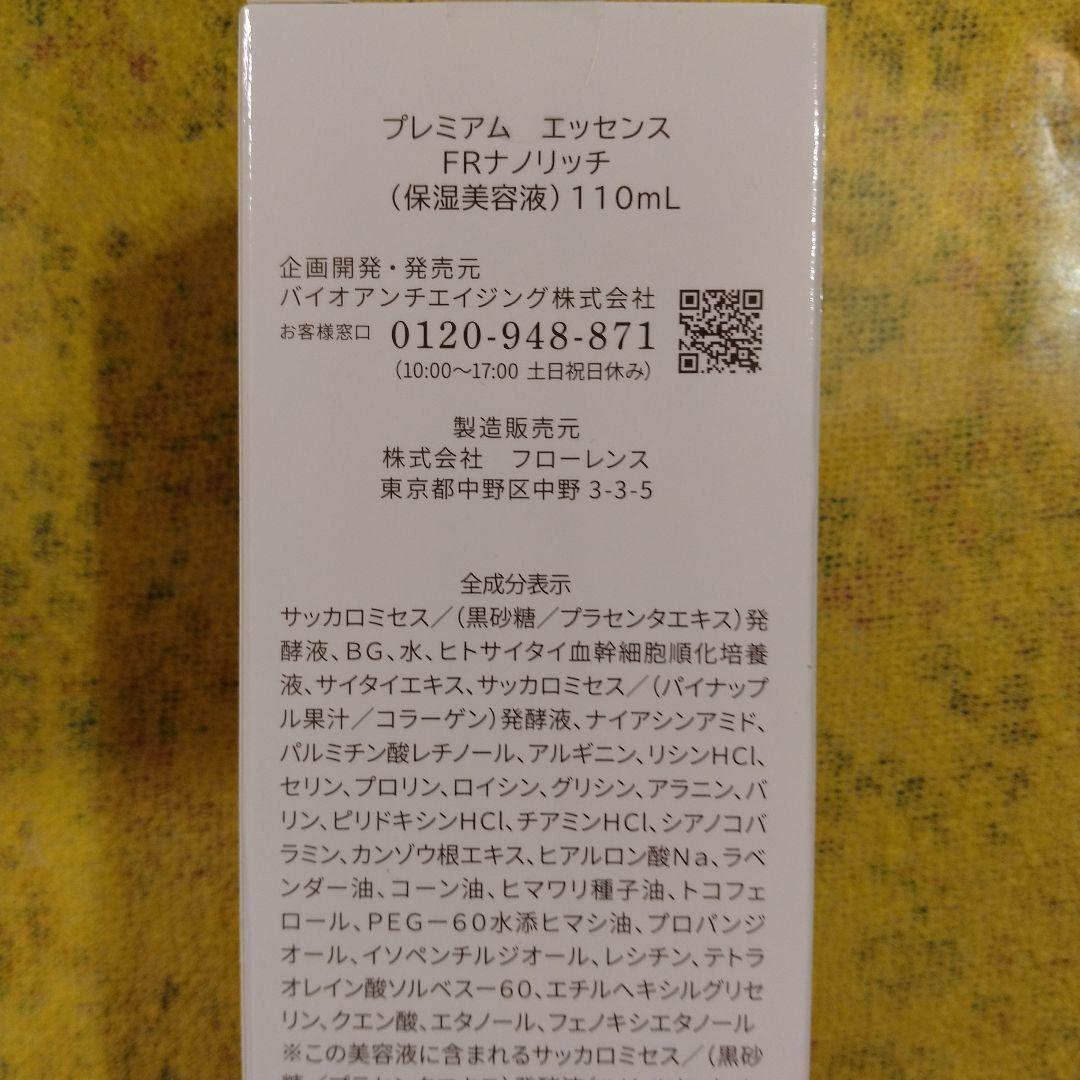 プレミアム　エッセンス
FRナノリッチ
（保湿美容液）110mL
企画開発・発売元
バイオアンチエイジング株式会社
お客様窓口 0120-948-871
（10:00〜17:00 土日祝日休み）
製造販売元
株式会社　フローレンス
東京都中野区中野 3-3-5
全成分表示
サッカロミセス／（黒砂糖／プラセンタエキス）発
酵液、BG、水、ヒトサイタイ血幹細胞順化培養
液、サイタイエキス、サッカロミセス／（パイナップ
ル果汁／コラーゲン）発酵液、ナイアシンアミド、
パルミチン酸レチノール、アルギニン、リシンHCl、
セリン、プロリン、ロイシン、グリシン、アラニン、バ
リン、ピリドキシンHCl、チアミンHCl、シアノコバ
ラミン、カンゾウ根エキス、ヒアルロン酸Na、ラベ
ンダー油、コーン油、ヒマワリ種子油、トコフェ
ロール、PEGー60水添ヒマシ油、プロパンジ
オール、イソペンチルジオール、レシチン、テトラ
オレイン酸ソルベスー60、エチルヘキシルグリセ
リン、クエン酸、エタノール、フェノキシエタノール
※この美容液に含まれるサッカロミセス／（黒砂